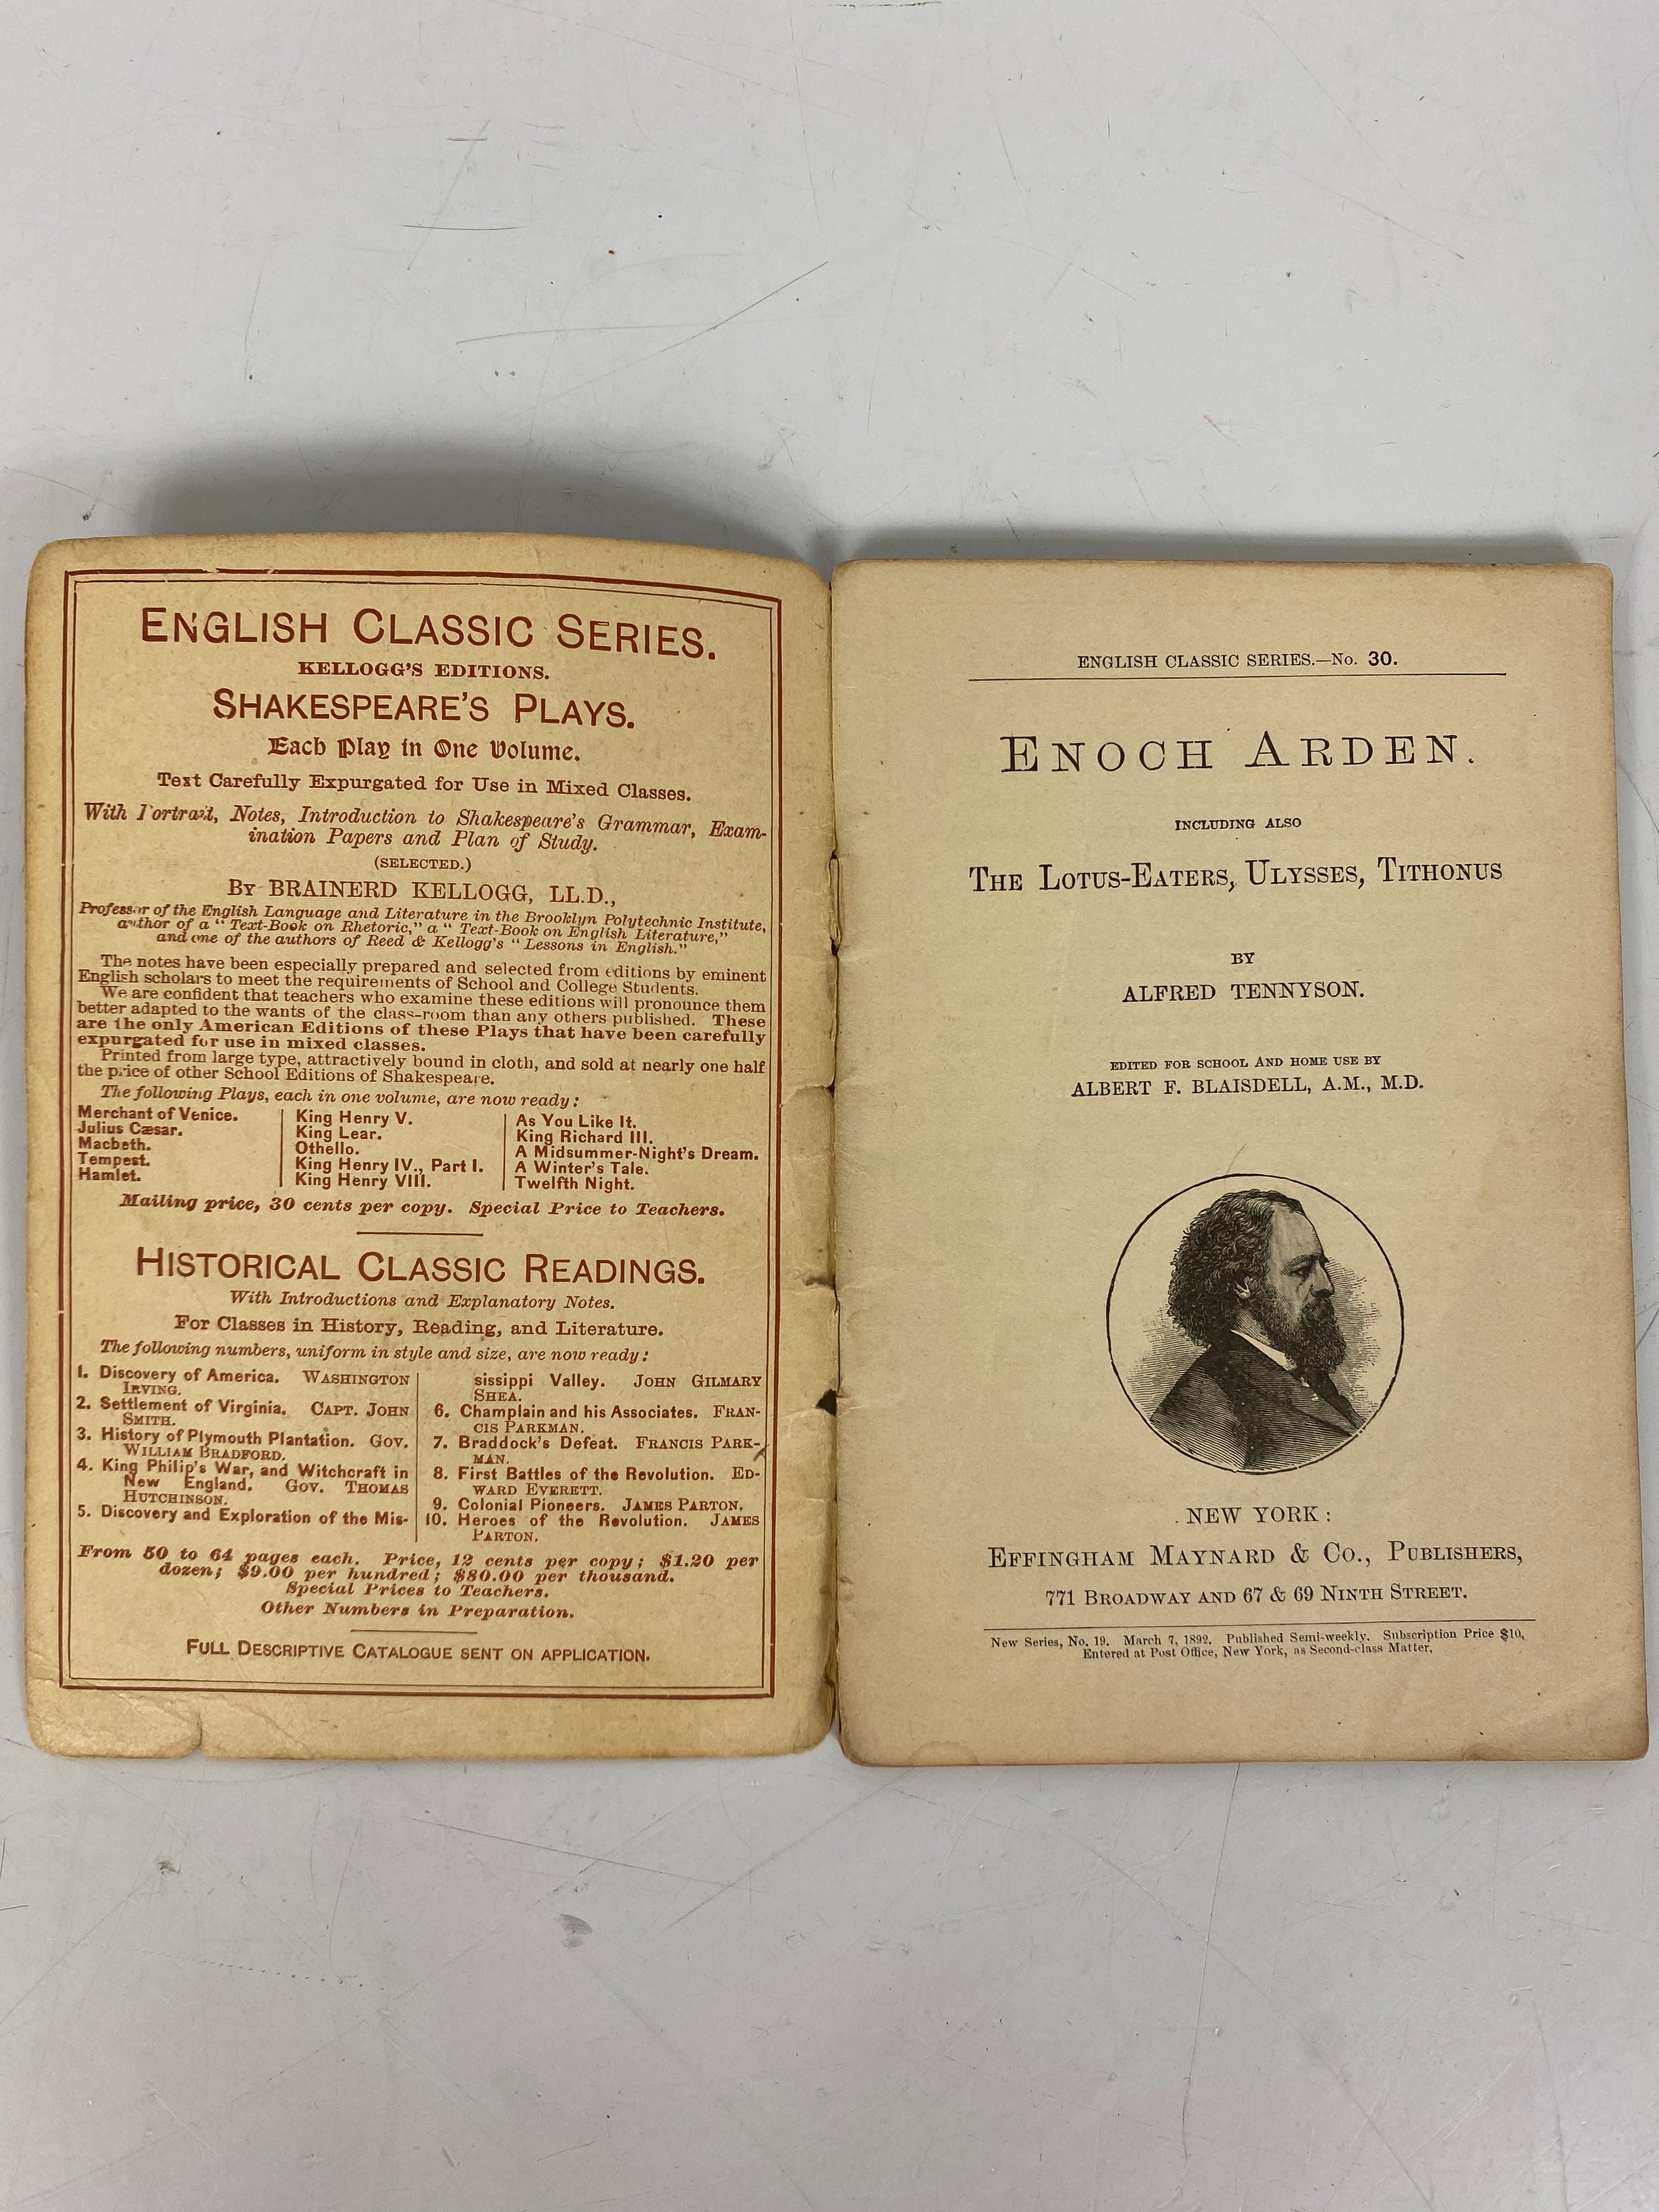 ENGLISH CLASSIC SERIES.
KELLOGG'S EDITIONS.
SHAKESPEARE'S PLAYS.
Each Play in One Volume.
Text Carefully Expurgated for Use in Mixed Classes.
With Portrait, Notes, Introduction to Shakespeare's Grammar, Exam-
ination Papers and Plan of Study.
(SELECTED.)
By BRAINERD KELLOGG, LL.D.,
Professor of the English Language and Literature in the Brooklyn Polytechnic Institute,
author of a "Text-Book on Rhetoric," a "Text-Book on English Literature,"
and one of the authors of Reed & Kellogg's "Lessons in English."
The notes have been especially prepared and selected from editions by eminent
English scholars to meet the requirements of School and College Students.
We are confident that teachers who examine these editions will pronounce them
better adapted to the wants of the class-room than any others published. These
are the only American Editions of these Plays that have been carefully
expurgated for use in mixed classes.
Printed from large type, attractively bound in cloth, and sold at nearly one half
the price of other School Editions of Shakespeare.
The following Plays, each in one volume, are now ready:
Merchant of Venice.
Julius Cæsar.
Macbeth.
Tempest.
Hamlet.
King Henry V.
King Lear.
Othello.
King Henry IV., Part I.
King Henry VIII.
As You Like It.
King Richard III.
A Midsummer-Night's Dream.
A Winter's Tale.
Twelfth Night.
Mailing price, 30 cents per copy. Special Price to Teachers.
HISTORICAL CLASSIC READINGS.
With Introductions and Explanatory Notes.
For Classes in History, Reading, and Literature.
The following numbers, uniform in style and size, are now ready:
1. Discovery of America. WASHINGTON
IRVING.
2. Settlement of Virginia. CAPT. JOHN
SMITH.
3. History of Plymouth Plantation. GOV.
WILLIAM BRADFORD.
4. King Philip's War, and Witchcraft in
New England. GOV. THOMAS
HUTCHINSON.
5. Discovery and Exploration of the Mis-
sissippi Valley. JOHN GILMARY
SHEA.
6. Champlain and his Associates. FRAN-
CIS PARKMAN.
7. Braddock's Defeat. FRANCIS PARK-
MAN.
8. First Battles of the Revolution. ED-
WARD EVERETT.
9. Colonial Pioneers. JAMES PARTON.
10. Heroes of the Revolution. JAMES
PARTON.
From 50 to 64 pages each. Price, 12 cents per copy; $1.20 per
dozen; $9.00 per hundred; $80.00 per thousand.
Special Prices to Teachers.
Other Numbers in Preparation.
FULL DESCRIPTIVE CATALOGUE SENT ON APPLICATION.
ENGLISH CLASSIC SERIES.—No. 30.
ENOCH ARDEN.
INCLUDING ALSO
THE LOTUS-EATERS, ULYSSES, TITHONUS
BY
ALFRED TENNYSON.
EDITED FOR SCHOOL AND HOME USE BY
ALBERT F. BLAISDELL, A.M., M.D.
NEW YORK:
EFFINGHAM MAYNARD & CO., PUBLISHERS,
771 BROADWAY AND 67 & 69 NINTH STREET.
New Series, No. 19. March 7, 1892. Published Semi-weekly. Subscription Price $10,
Entered at Post Office, New York, as Second-class Matter.